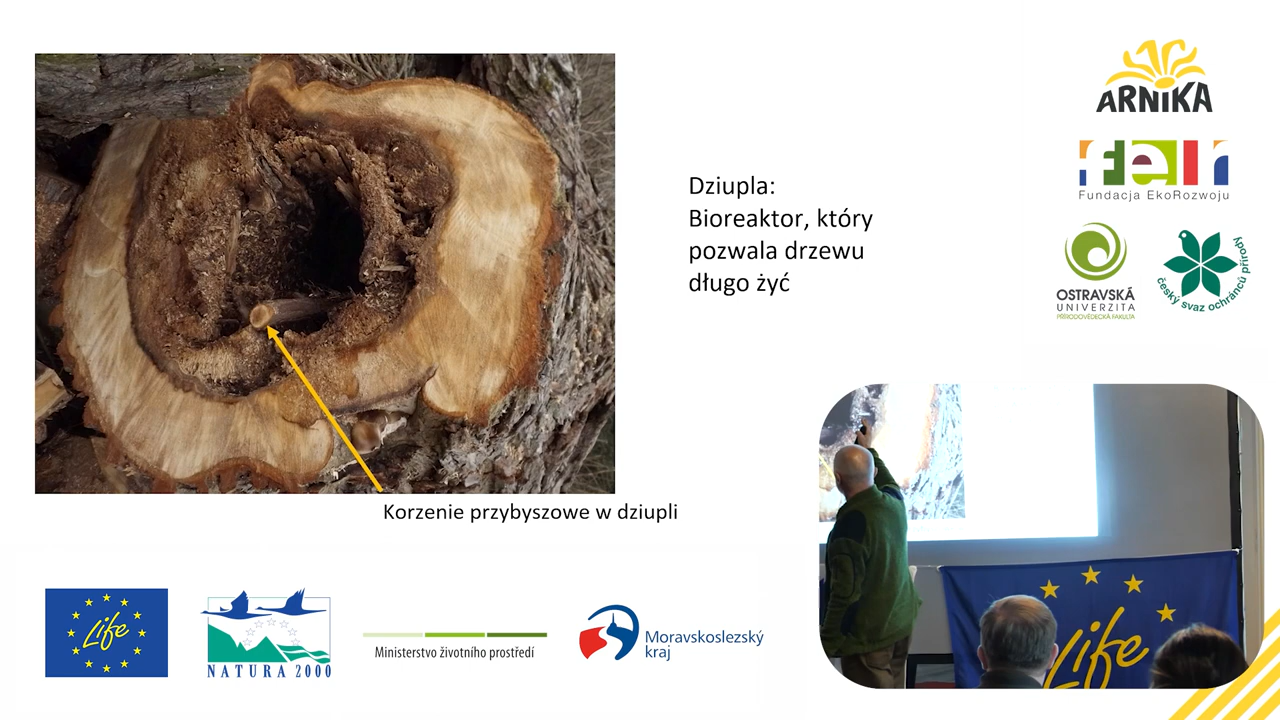 ARNIKA
feer
Fundacja EkoRozwoju
Dziupla:
Bioreaktor, który
pozwala drzewu
długo żyć
OSTRAVSKÁ
UNIVERZITA
PŘÍRODOVĚDECKÁ FAKULTA
český svaz ochránců přírody
Korzenie przybyszowe w dziupli
Life
NATURA 2000
Ministerstvo životního prostředí
Moravskoslezský
kraj
Life